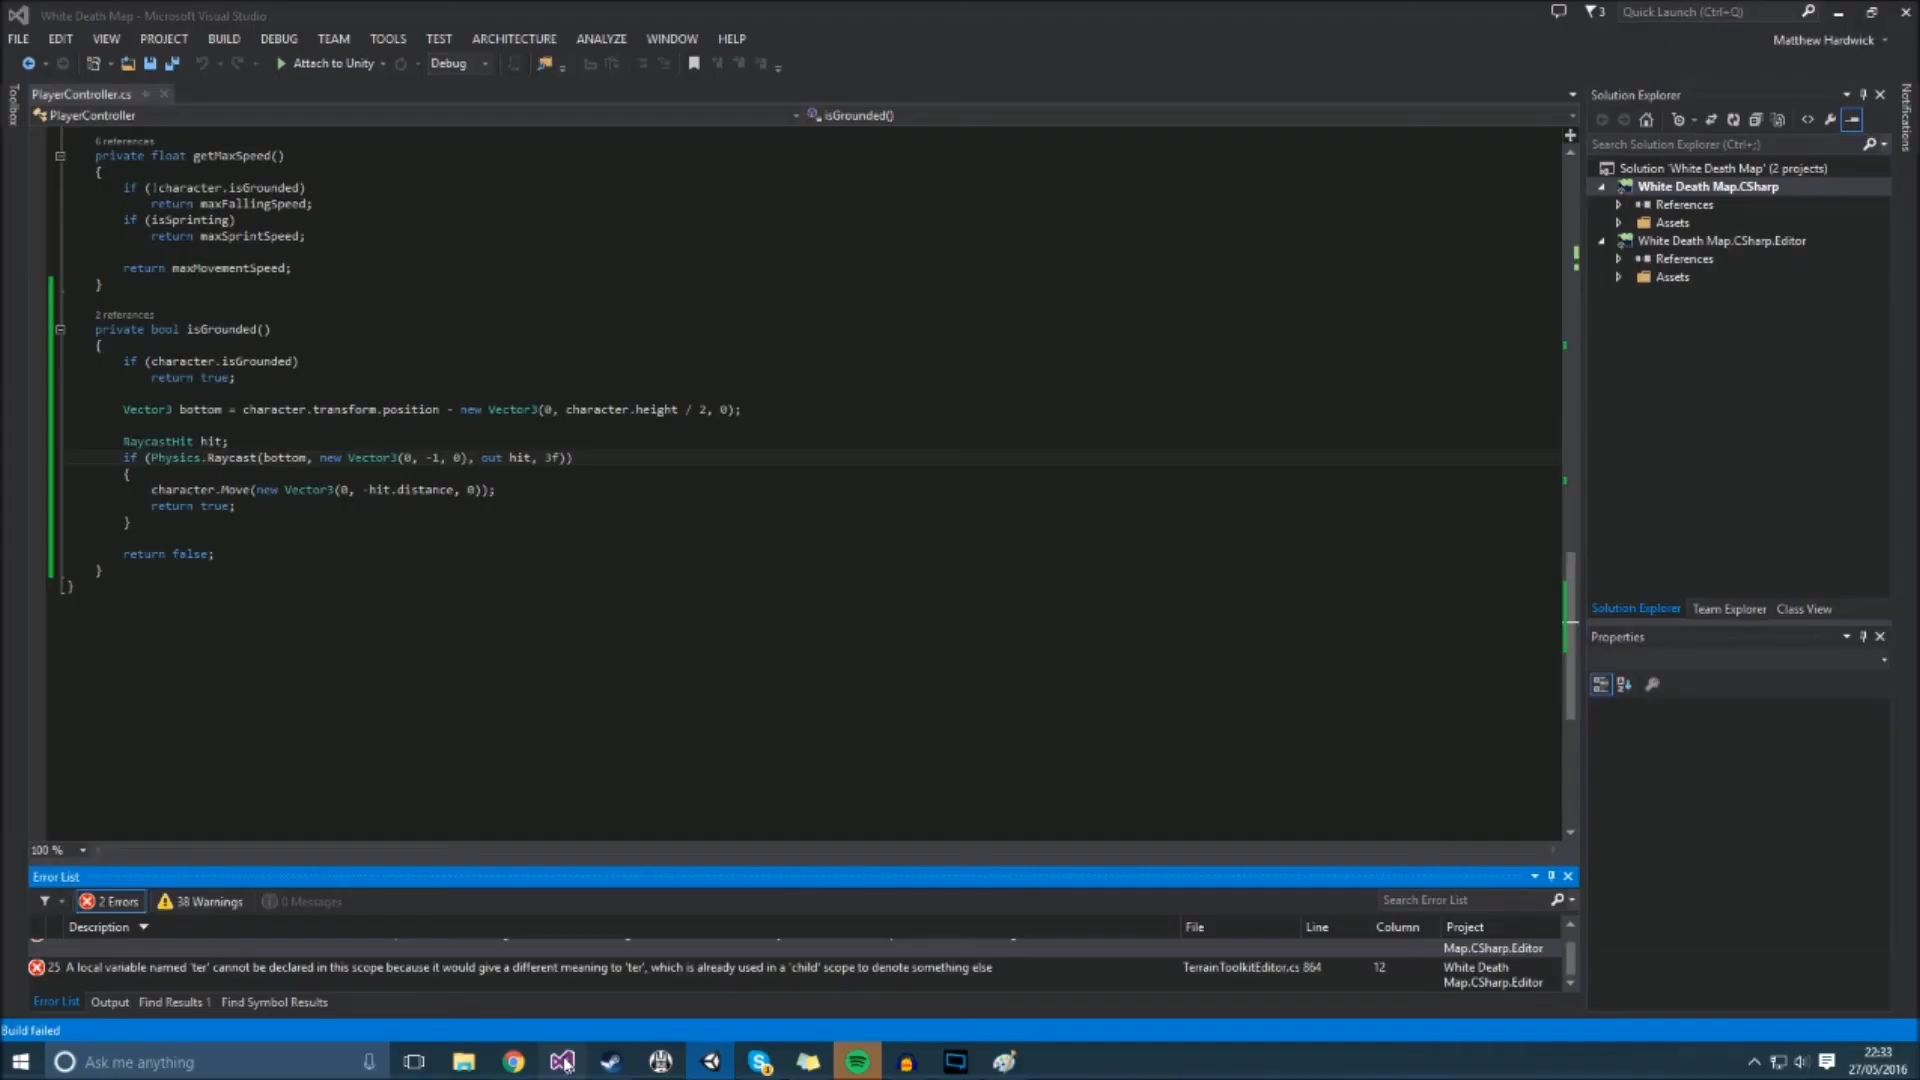 White Death Map - Microsoft Visual Studio
3
Quick Launch (Ctrl+Q)
FILE EDIT VIEW PROJECT BUILD DEBUG TEAM TOOLS TEST ARCHITECTURE ANALYZE WINDOW HELP
Matthew Hardwick
Attach to Unity
Debug
Toolbox
PlayerController.cs
PlayerController
isGrounded()
6 references
private float getMaxSpeed()
{
if (!character.isGrounded)
return maxFallingSpeed;
if (isSprinting)
return maxSprintSpeed;
return maxMovementSpeed;
}
2 references
private bool isGrounded()
{
if (character.isGrounded)
return true;
Vector3 bottom = character.transform.position - new Vector3(0, character.height / 2, 0);
RaycastHit hit;
if (Physics.Raycast(bottom, new Vector3(0, -1, 0), out hit, 3f))
{
character.Move(new Vector3(0, -hit.distance, 0));
return true;
}
return false;
}
}
100 %
Solution Explorer
Notifications
Search Solution Explorer (Ctrl+;)
Solution 'White Death Map' (2 projects)
White Death Map.CSharp
References
Assets
White Death Map.CSharp.Editor
References
Assets
Solution Explorer Team Explorer Class View
Properties
Error List
2 Errors
38 Warnings
0 Messages
Search Error List
Description File Line Column Project
Map.CSharp.Editor
25 A local variable named 'ter' cannot be declared in this scope because it would give a different meaning to 'ter', which is already used in a 'child' scope to denote something else TerrainToolkitEditor.cs 864 12 White Death
Map.CSharp.Editor
Error List Output Find Results 1 Find Symbol Results
Build failed
Ask me anything
22:33
27/05/2016